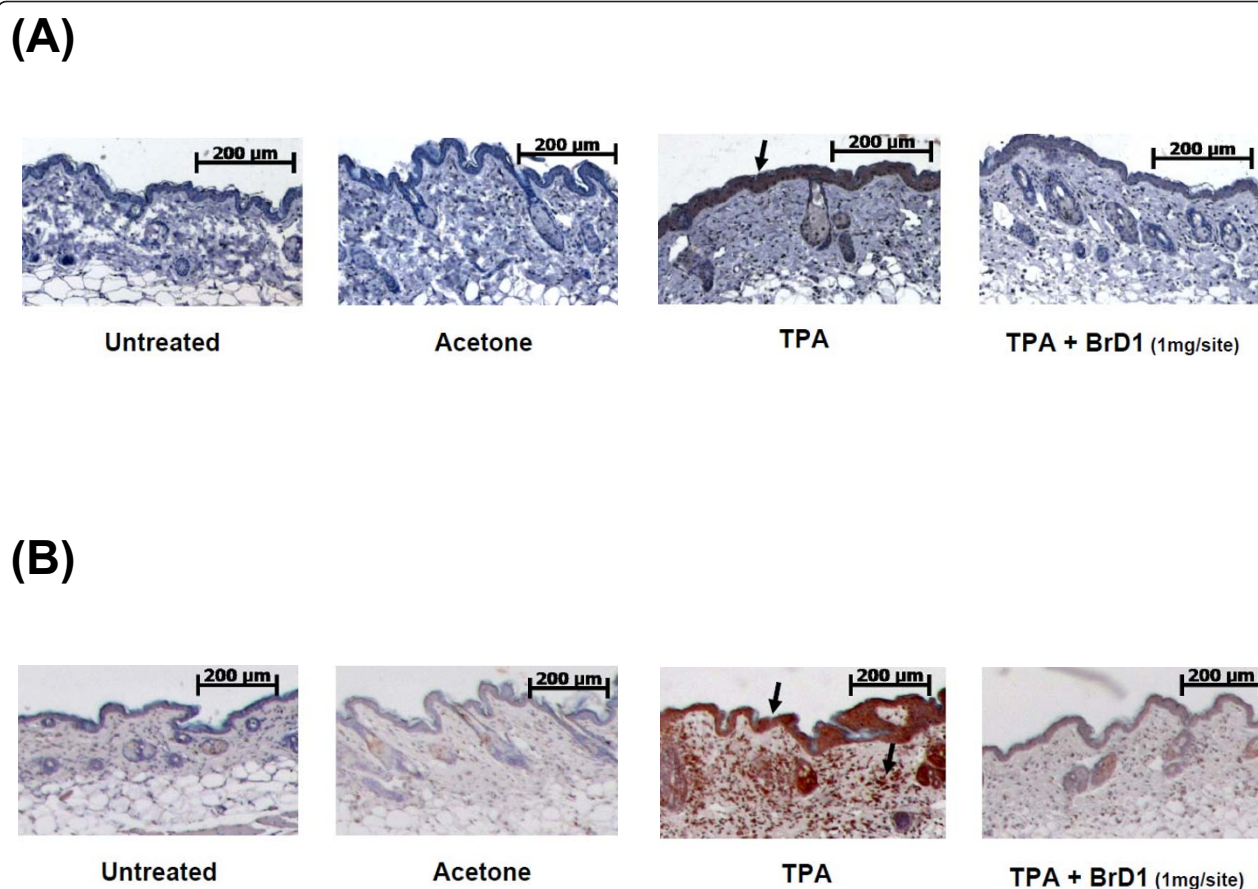 (A)
200 µm 200 µm 200 µm 200 µm
Untreated Acetone TPA TPA + BrD1 (1mg/site)
(B)
200 µm 200 µm 200 µm 200 µm
Untreated Acetone TPA TPA + BrD1 (1mg/site)